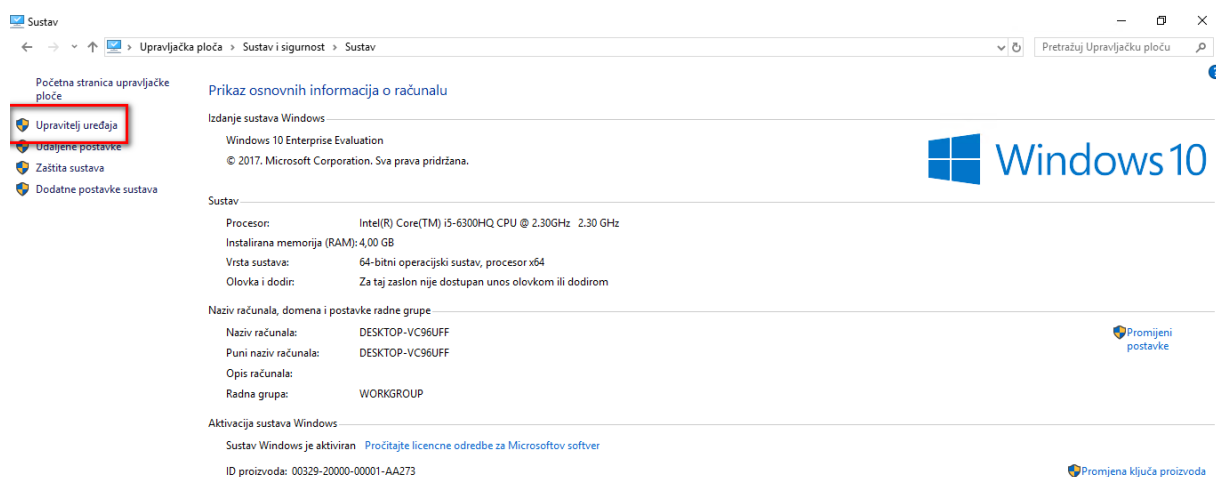 Sustav
Upravljačka ploča › Sustav i sigurnost › Sustav
Pretražuj Upravljačku ploču
Početna stranica upravljačke
ploče
Upravitelj uređaja
Udaljene postavke
Zaštita sustava
Dodatne postavke sustava
Prikaz osnovnih informacija o računalu
Izdanje sustava Windows
Windows 10 Enterprise Evaluation
© 2017. Microsoft Corporation. Sva prava pridržana.
Windows 10
Sustav
Procesor: Intel(R) Core(TM) i5-6300HQ CPU @ 2.30GHz 2.30 GHz
Instalirana memorija (RAM): 4,00 GB
Vrsta sustava: 64-bitni operacijski sustav, procesor x64
Olovka i dodir: Za taj zaslon nije dostupan unos olovkom ili dodirom
Naziv računala, domena i postavke radne grupe
Naziv računala: DESKTOP-VC96UFF
Puni naziv računala: DESKTOP-VC96UFF
Opis računala:
Radna grupa: WORKGROUP
Promijeni
postavke
Aktivacija sustava Windows
Sustav Windows je aktiviran Pročitajte licencne odredbe za Microsoftov softver
ID proizvoda: 00329-20000-00001-AA273
Promjena ključa proizvoda